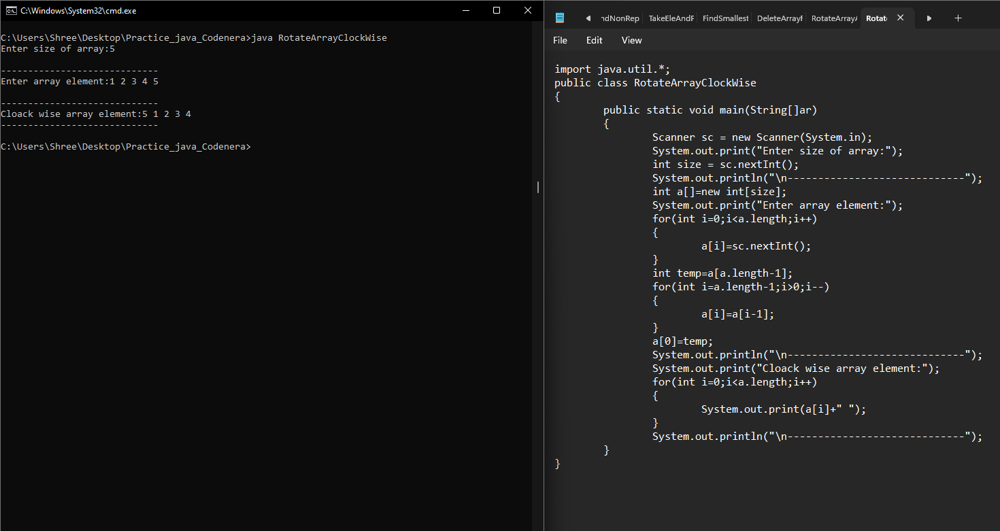 C:\Windows\System32\cmd.exe
C:\Users\Shree\Desktop\Practice_java_Codenera>java RotateArrayClockWise
Enter size of array:5
-----------------------------
Enter array element:1 2 3 4 5
-----------------------------
Cloack wise array element:5 1 2 3 4
-----------------------------
C:\Users\Shree\Desktop\Practice_java_Codenera>
ndNonRep TakeEleAndF FindSmallest DeleteArrayE RotateArrayA Rotat
File Edit View
import java.util.*;
public class RotateArrayClockWise
{
public static void main(String[]ar)
{
Scanner sc = new Scanner(System.in);
System.out.print("Enter size of array:");
int size = sc.nextInt();
System.out.println("\n-----------------------------");
int a[]=new int[size];
System.out.print("Enter array element:");
for(int i=0;i<a.length;i++)
{
a[i]=sc.nextInt();
}
int temp=a[a.length-1];
for(int i=a.length-1;i>0;i--)
{
a[i]=a[i-1];
}
a[0]=temp;
System.out.println("\n-----------------------------");
System.out.print("Cloack wise array element:");
for(int i=0;i<a.length;i++)
{
System.out.print(a[i]+" ");
}
System.out.println("\n-----------------------------");
}
}